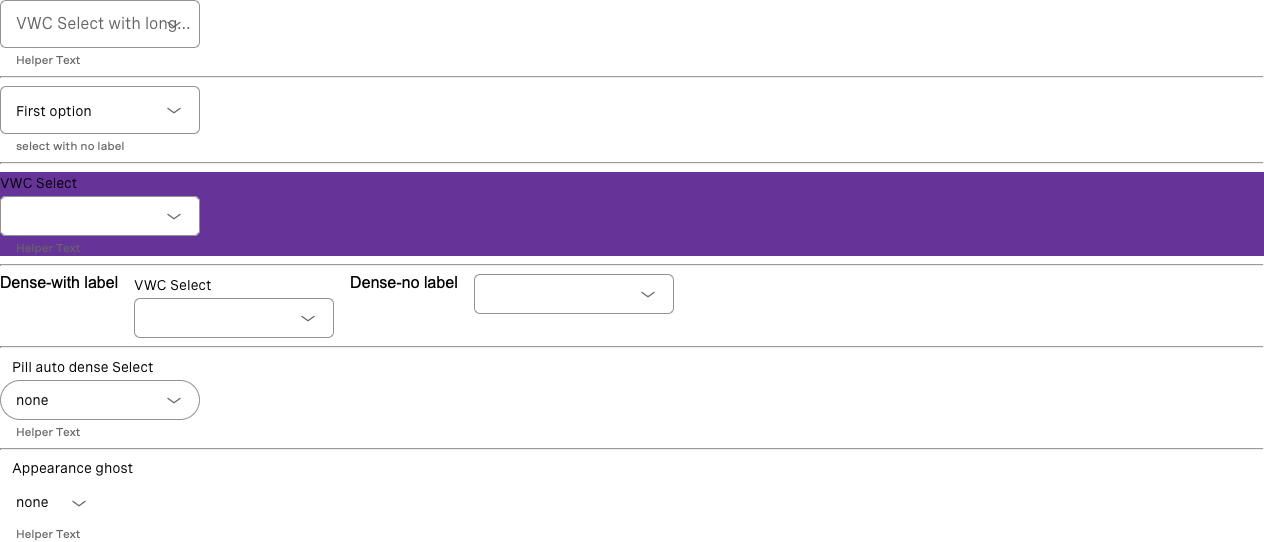 VWC Select with long...
Helper Text
First option
select with no label
VWC Select
Helper Text
Dense-with label
VWC Select
Dense-no label
Pill auto dense Select
none
Helper Text
Appearance ghost
none
Helper Text